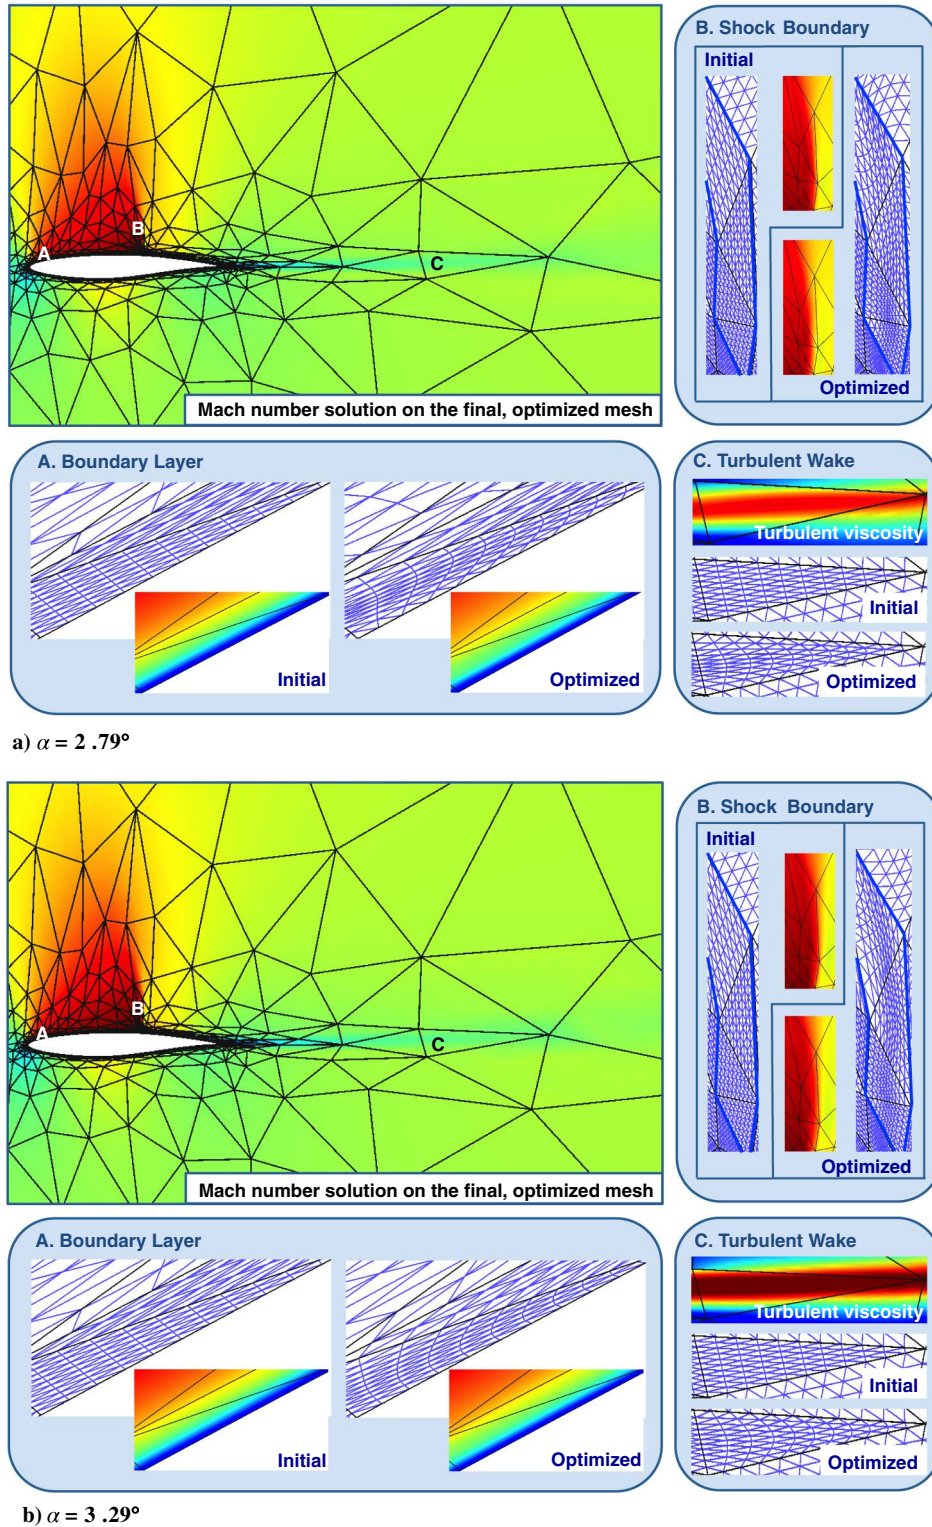 A
B
C
Mach number solution on the final, optimized mesh
B. Shock Boundary
Initial
Optimized
A. Boundary Layer
Initial
Optimized
C. Turbulent Wake
Turbulent viscosity
Initial
Optimized
a) α = 2 .79°
A
B
C
Mach number solution on the final, optimized mesh
B. Shock Boundary
Initial
Optimized
A. Boundary Layer
Initial
Optimized
C. Turbulent Wake
Turbulent viscosity
Initial
Optimized
b) α = 3 .29°